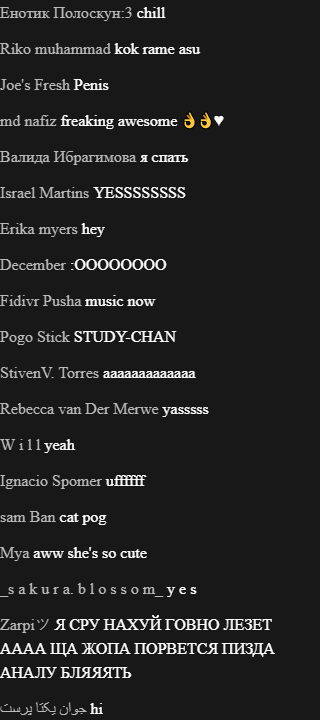 Енотик Полоскун:3 chill
Riko muhammad kok rame asu
Joe's Fresh Penis
md nafiz freaking awesome 👌👌♥
Валида Ибрагимова я спать
Israel Martins YESSSSSSSS
Erika myers hey
December :OOOOOOOO
Fidivr Pusha music now
Pogo Stick STUDY-CHAN
StivenV. Torres aaaaaaaaaaaaa
Rebecca van Der Merwe yasssss
W i l l yeah
Ignacio Spomer uffffff
sam Ban cat pog
Mya aww she's so cute
_s a k u r a. b l o s s o m_ y e s
Zarpiツ Я СРУ НАХУЙ ГОВНО ЛЕЗЕТ
АААА ЩА ЖОПА ПОРВЕТСЯ ПИЗДА
АНАЛУ БЛЯЯЯТЬ
جوان یکتا پرست hi